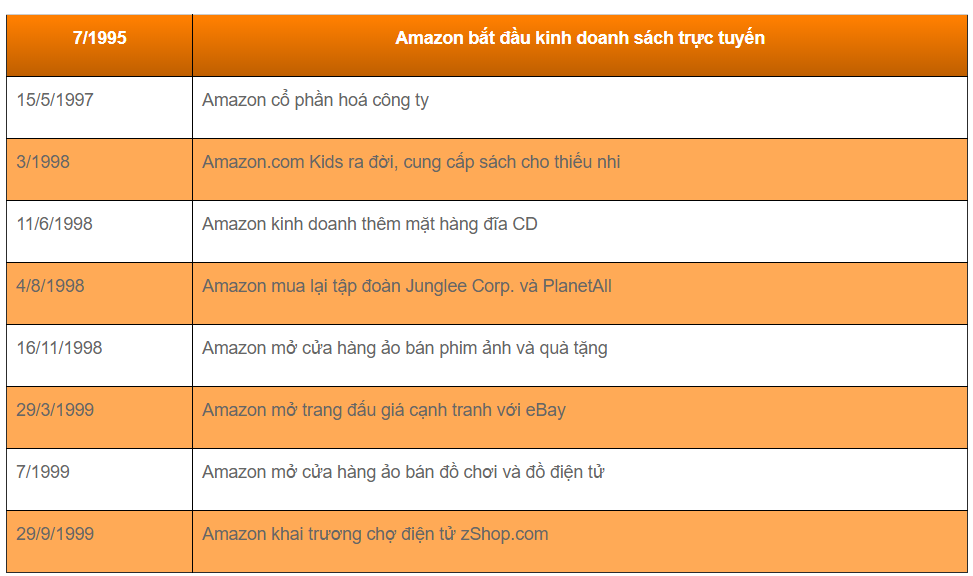 7/1995 Amazon bắt đầu kinh doanh sách trực tuyến
15/5/1997 Amazon cổ phần hoá công ty
3/1998 Amazon.com Kids ra đời, cung cấp sách cho thiếu nhi
11/6/1998 Amazon kinh doanh thêm mặt hàng đĩa CD
4/8/1998 Amazon mua lại tập đoàn Junglee Corp. và PlanetAll
16/11/1998 Amazon mở cửa hàng ảo bán phim ảnh và quà tặng
29/3/1999 Amazon mở trang đấu giá cạnh tranh với eBay
7/1999 Amazon mở cửa hàng ảo bán đồ chơi và đồ điện tử
29/9/1999 Amazon khai trương chợ điện tử zShop.com